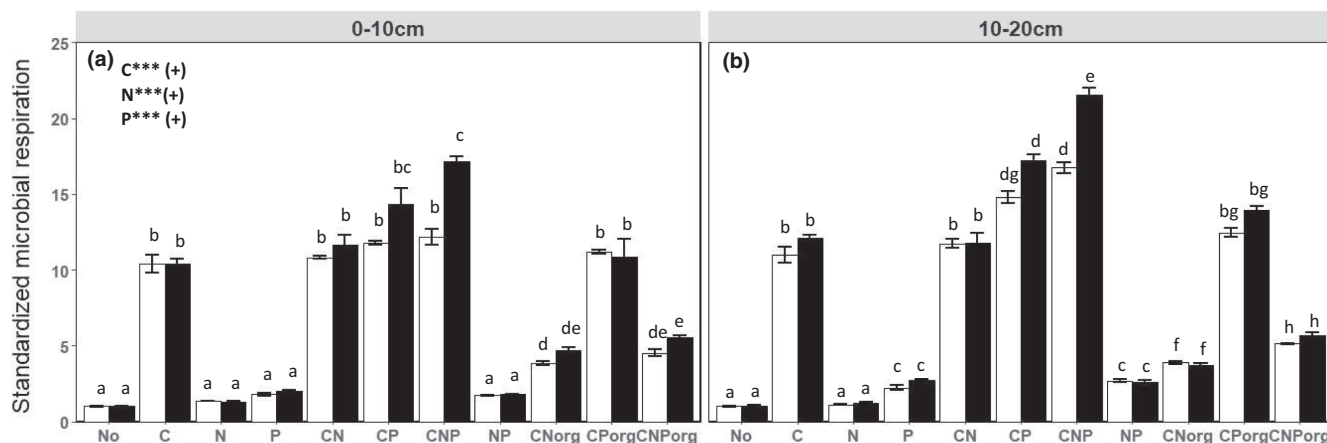 0-10cm
10-20cm
Standardized microbial respiration
25
20
15
10
5
0
(a)
C*** (+)
N***(+)
P*** (+)
a a b b a a a a b b b bc b c a a d de b b de e
No C N P CN CP CNP NP CNorg CPorg CNPorg
(b)
a a b b a a c c b b dg d d e c c f f bg bg h h
No C N P CN CP CNP NP CNorg CPorg CNPorg